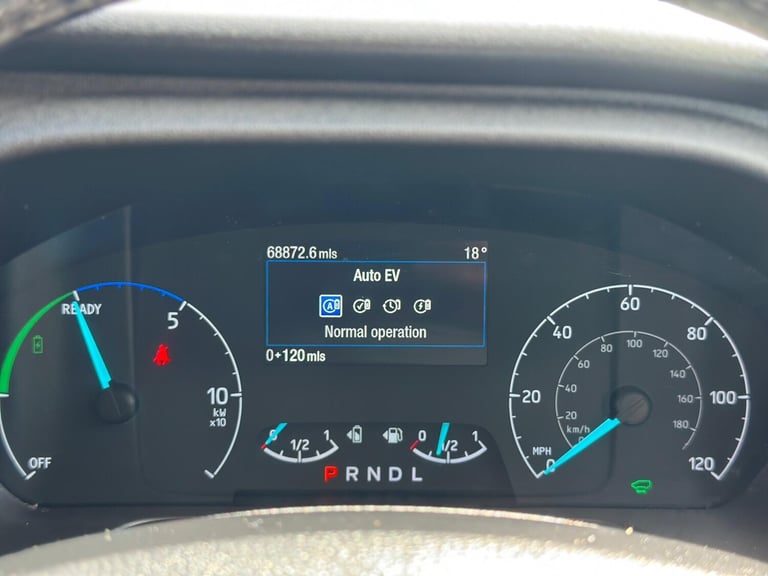 68872.6 mls 18°
Auto EV
Normal operation
0+120 mls
READY
5
10
kW
x10
OFF
0 1/2 1
0 1/2 1
P R N D L
0 20 40 60 80 100 120
MPH
0 20 40 60 80 100 120 140 160 180
km/h